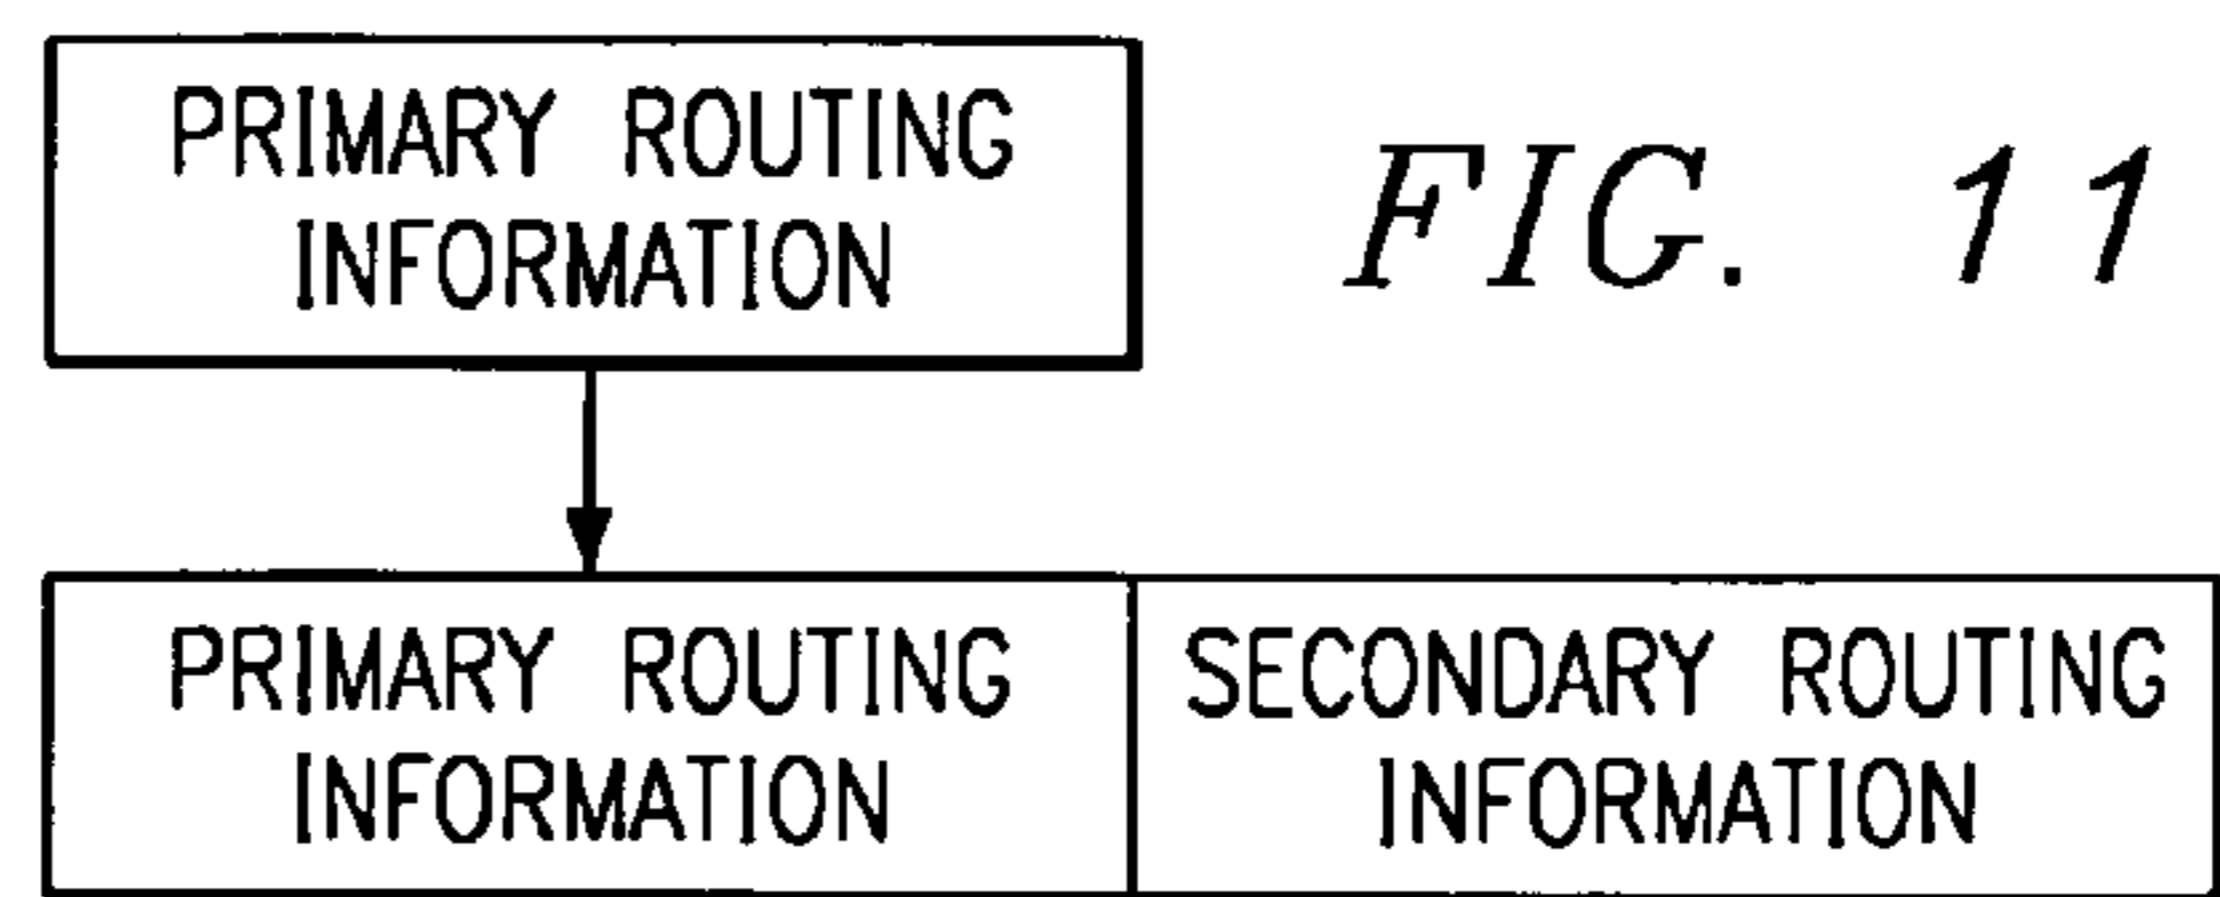 PRIMARY ROUTING
INFORMATION
FIG. 11
PRIMARY ROUTING
INFORMATION
SECONDARY ROUTING
INFORMATION